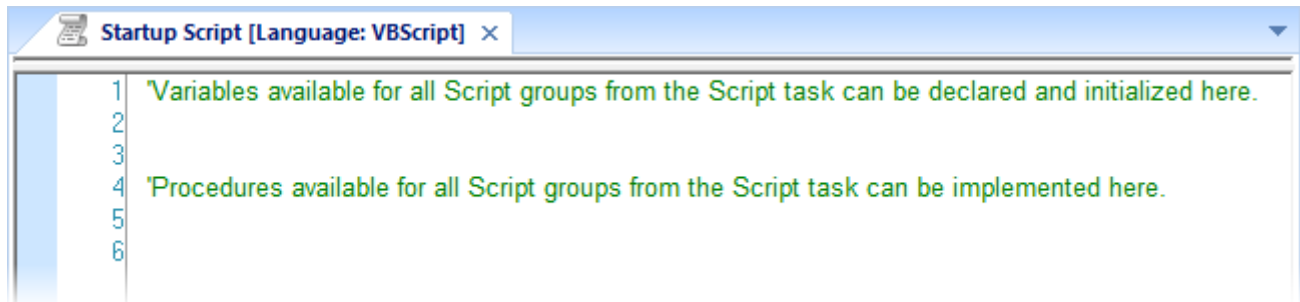 Startup Script [Language: VBScript] ×
1 'Variables available for all Script groups from the Script task can be declared and initialized here.
2
3
4 'Procedures available for all Script groups from the Script task can be implemented here.
5
6